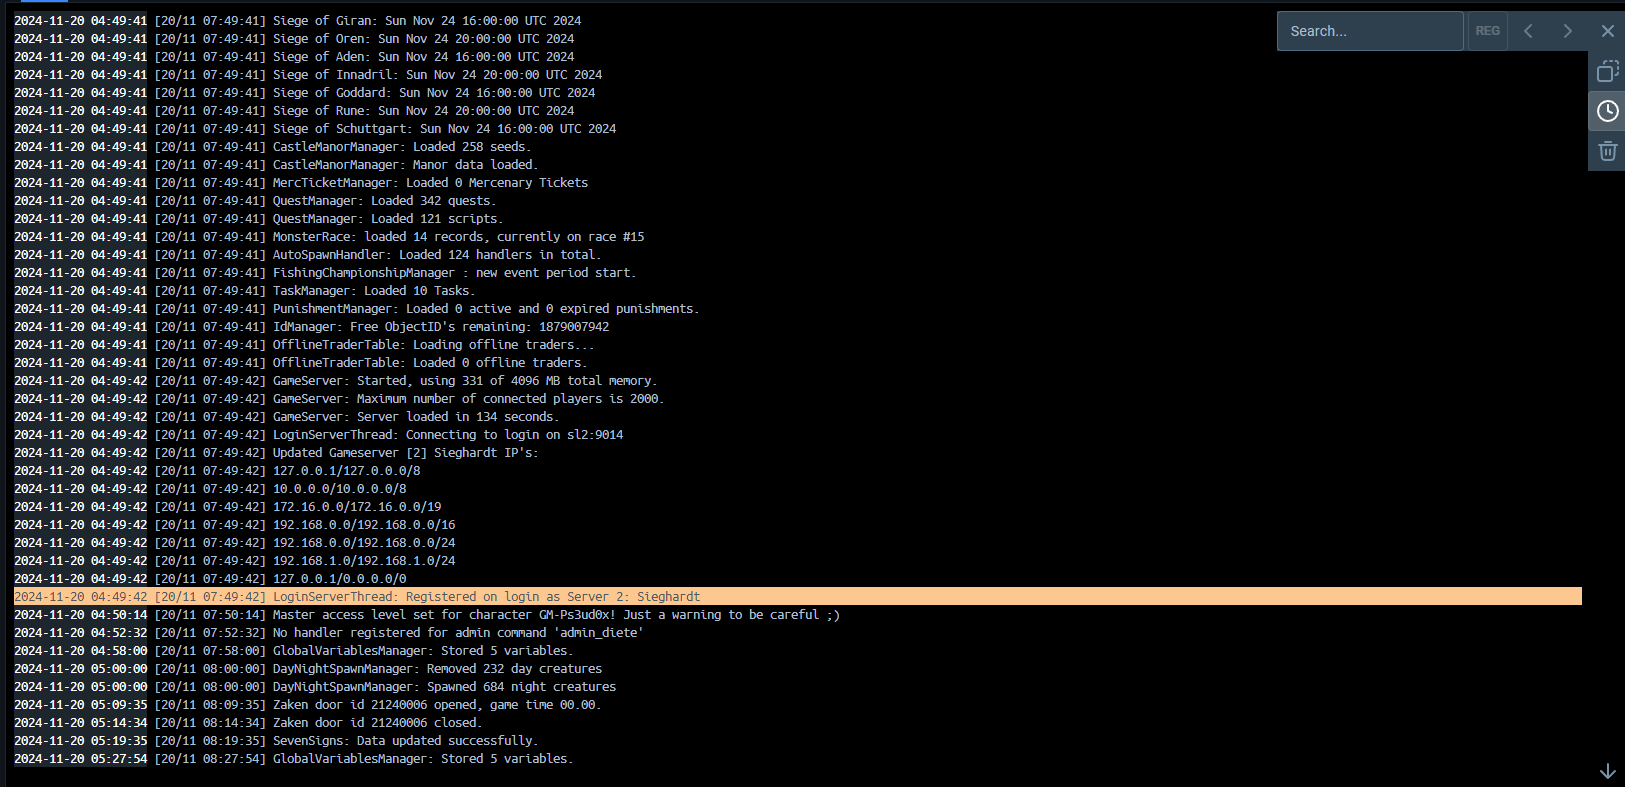 Search...
REG
2024-11-20 04:49:41 [20/11 07:49:41] Siege of Giran: Sun Nov 24 16:00:00 UTC 2024
2024-11-20 04:49:41 [20/11 07:49:41] Siege of Oren: Sun Nov 24 20:00:00 UTC 2024
2024-11-20 04:49:41 [20/11 07:49:41] Siege of Aden: Sun Nov 24 16:00:00 UTC 2024
2024-11-20 04:49:41 [20/11 07:49:41] Siege of Innadril: Sun Nov 24 20:00:00 UTC 2024
2024-11-20 04:49:41 [20/11 07:49:41] Siege of Goddard: Sun Nov 24 16:00:00 UTC 2024
2024-11-20 04:49:41 [20/11 07:49:41] Siege of Rune: Sun Nov 24 20:00:00 UTC 2024
2024-11-20 04:49:41 [20/11 07:49:41] Siege of Schuttgart: Sun Nov 24 16:00:00 UTC 2024
2024-11-20 04:49:41 [20/11 07:49:41] CastleManorManager: Loaded 258 seeds.
2024-11-20 04:49:41 [20/11 07:49:41] CastleManorManager: Manor data loaded.
2024-11-20 04:49:41 [20/11 07:49:41] MercTicketManager: Loaded 0 Mercenary Tickets
2024-11-20 04:49:41 [20/11 07:49:41] QuestManager: Loaded 342 quests.
2024-11-20 04:49:41 [20/11 07:49:41] QuestManager: Loaded 121 scripts.
2024-11-20 04:49:41 [20/11 07:49:41] MonsterRace: loaded 14 records, currently on race #15
2024-11-20 04:49:41 [20/11 07:49:41] AutoSpawnHandler: Loaded 124 handlers in total.
2024-11-20 04:49:41 [20/11 07:49:41] FishingChampionshipManager : new event period start.
2024-11-20 04:49:41 [20/11 07:49:41] TaskManager: Loaded 10 Tasks.
2024-11-20 04:49:41 [20/11 07:49:41] PunishmentManager: Loaded 0 active and 0 expired punishments.
2024-11-20 04:49:41 [20/11 07:49:41] IdManager: Free ObjectID's remaining: 1879007942
2024-11-20 04:49:41 [20/11 07:49:41] OfflineTraderTable: Loading offline traders...
2024-11-20 04:49:41 [20/11 07:49:41] OfflineTraderTable: Loaded 0 offline traders.
2024-11-20 04:49:42 [20/11 07:49:42] GameServer: Started, using 331 of 4096 MB total memory.
2024-11-20 04:49:42 [20/11 07:49:42] GameServer: Maximum number of connected players is 2000.
2024-11-20 04:49:42 [20/11 07:49:42] GameServer: Server loaded in 134 seconds.
2024-11-20 04:49:42 [20/11 07:49:42] LoginServerThread: Connecting to login on sl2:9014
2024-11-20 04:49:42 [20/11 07:49:42] Updated Gameserver [2] Sieghardt IP's:
2024-11-20 04:49:42 [20/11 07:49:42] 127.0.0.1/127.0.0.0/8
2024-11-20 04:49:42 [20/11 07:49:42] 10.0.0.0/10.0.0.0/8
2024-11-20 04:49:42 [20/11 07:49:42] 172.16.0.0/172.16.0.0/19
2024-11-20 04:49:42 [20/11 07:49:42] 192.168.0.0/192.168.0.0/16
2024-11-20 04:49:42 [20/11 07:49:42] 192.168.0.0/192.168.0.0/24
2024-11-20 04:49:42 [20/11 07:49:42] 192.168.1.0/192.168.1.0/24
2024-11-20 04:49:42 [20/11 07:49:42] 127.0.0.1/0.0.0.0/0
2024-11-20 04:49:42 [20/11 07:49:42] LoginServerThread: Registered on login as Server 2: Sieghardt
2024-11-20 04:50:14 [20/11 07:50:14] Master access level set for character GM-Ps3ud0x! Just a warning to be careful ;)
2024-11-20 04:52:32 [20/11 07:52:32] No handler registered for admin command 'admin_diete'
2024-11-20 04:58:00 [20/11 07:58:00] GlobalVariablesManager: Stored 5 variables.
2024-11-20 05:00:00 [20/11 08:00:00] DayNightSpawnManager: Removed 232 day creatures
2024-11-20 05:00:00 [20/11 08:00:00] DayNightSpawnManager: Spawned 684 night creatures
2024-11-20 05:09:35 [20/11 08:09:35] Zaken door id 21240006 opened, game time 00.00.
2024-11-20 05:14:34 [20/11 08:14:34] Zaken door id 21240006 closed.
2024-11-20 05:19:35 [20/11 08:19:35] SevenSigns: Data updated successfully.
2024-11-20 05:27:54 [20/11 08:27:54] GlobalVariablesManager: Stored 5 variables.